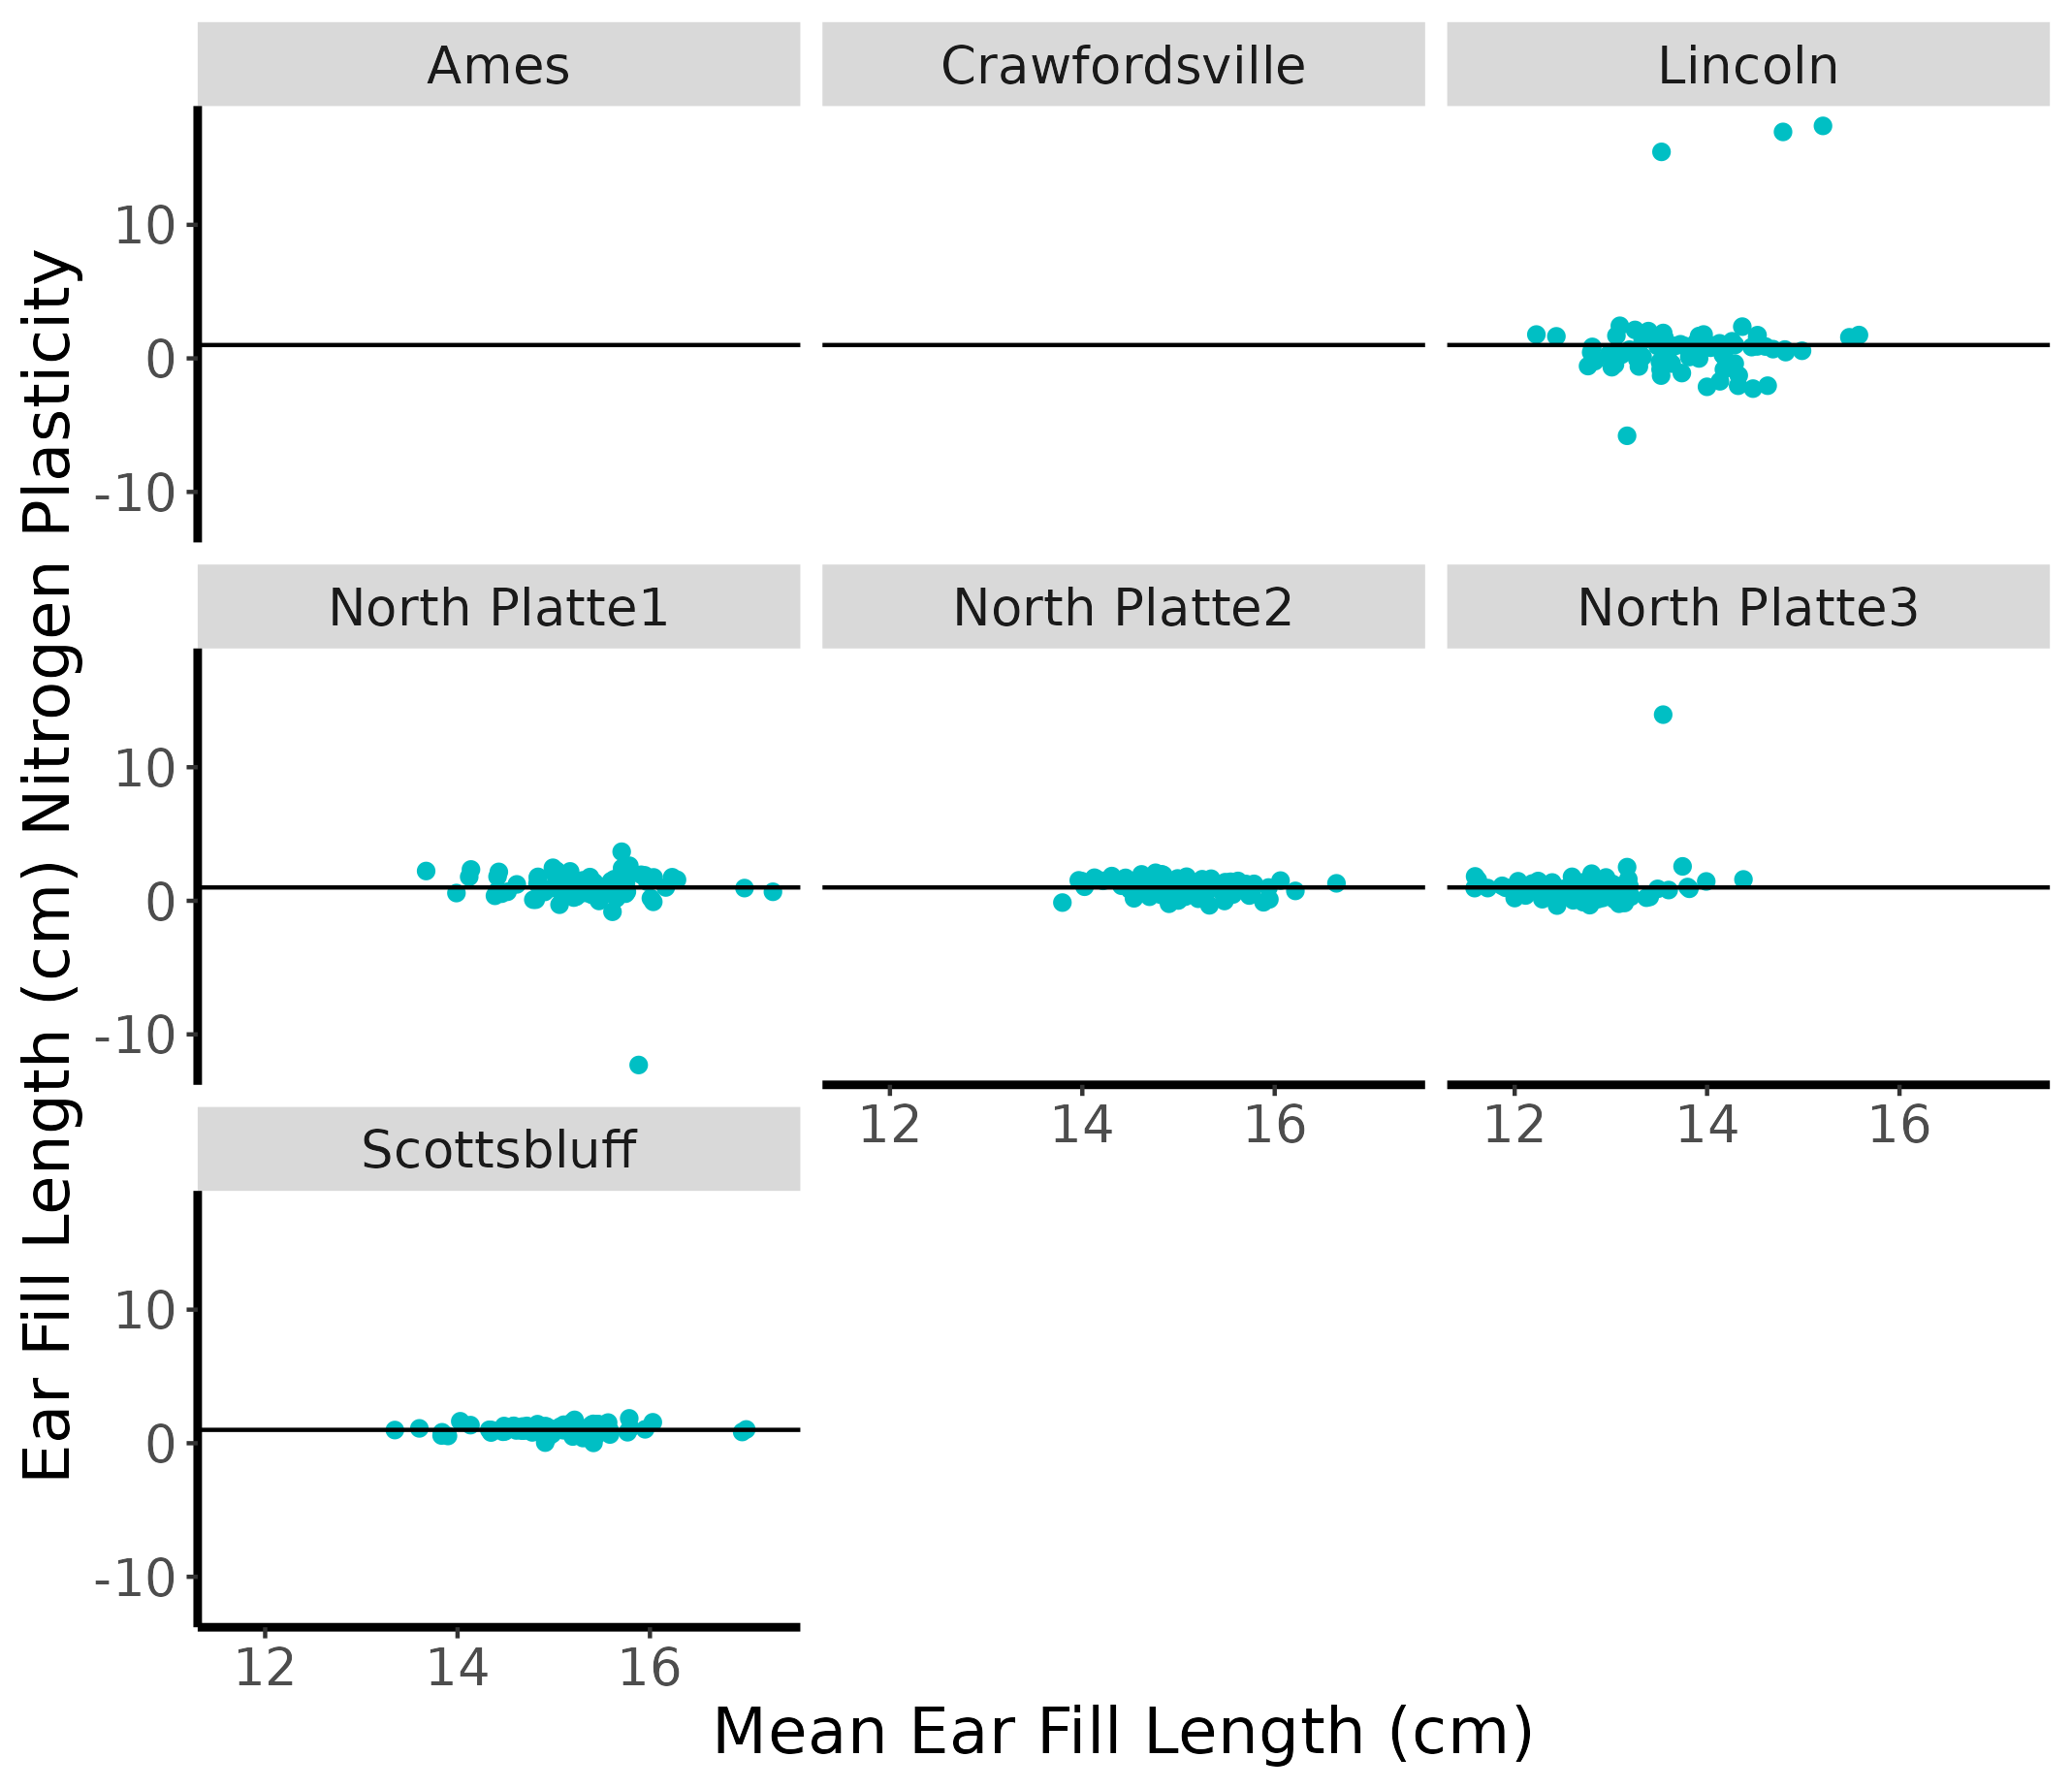 Ames
Crawfordsville
Lincoln
10
0
-10
North Platte1
North Platte2
North Platte3
10
0
-10
12
14
16
12
14
16
Scottsbluff
10
0
-10
12
14
16
Mean Ear Fill Length (cm)
Ear Fill Length (cm) Nitrogen Plasticity